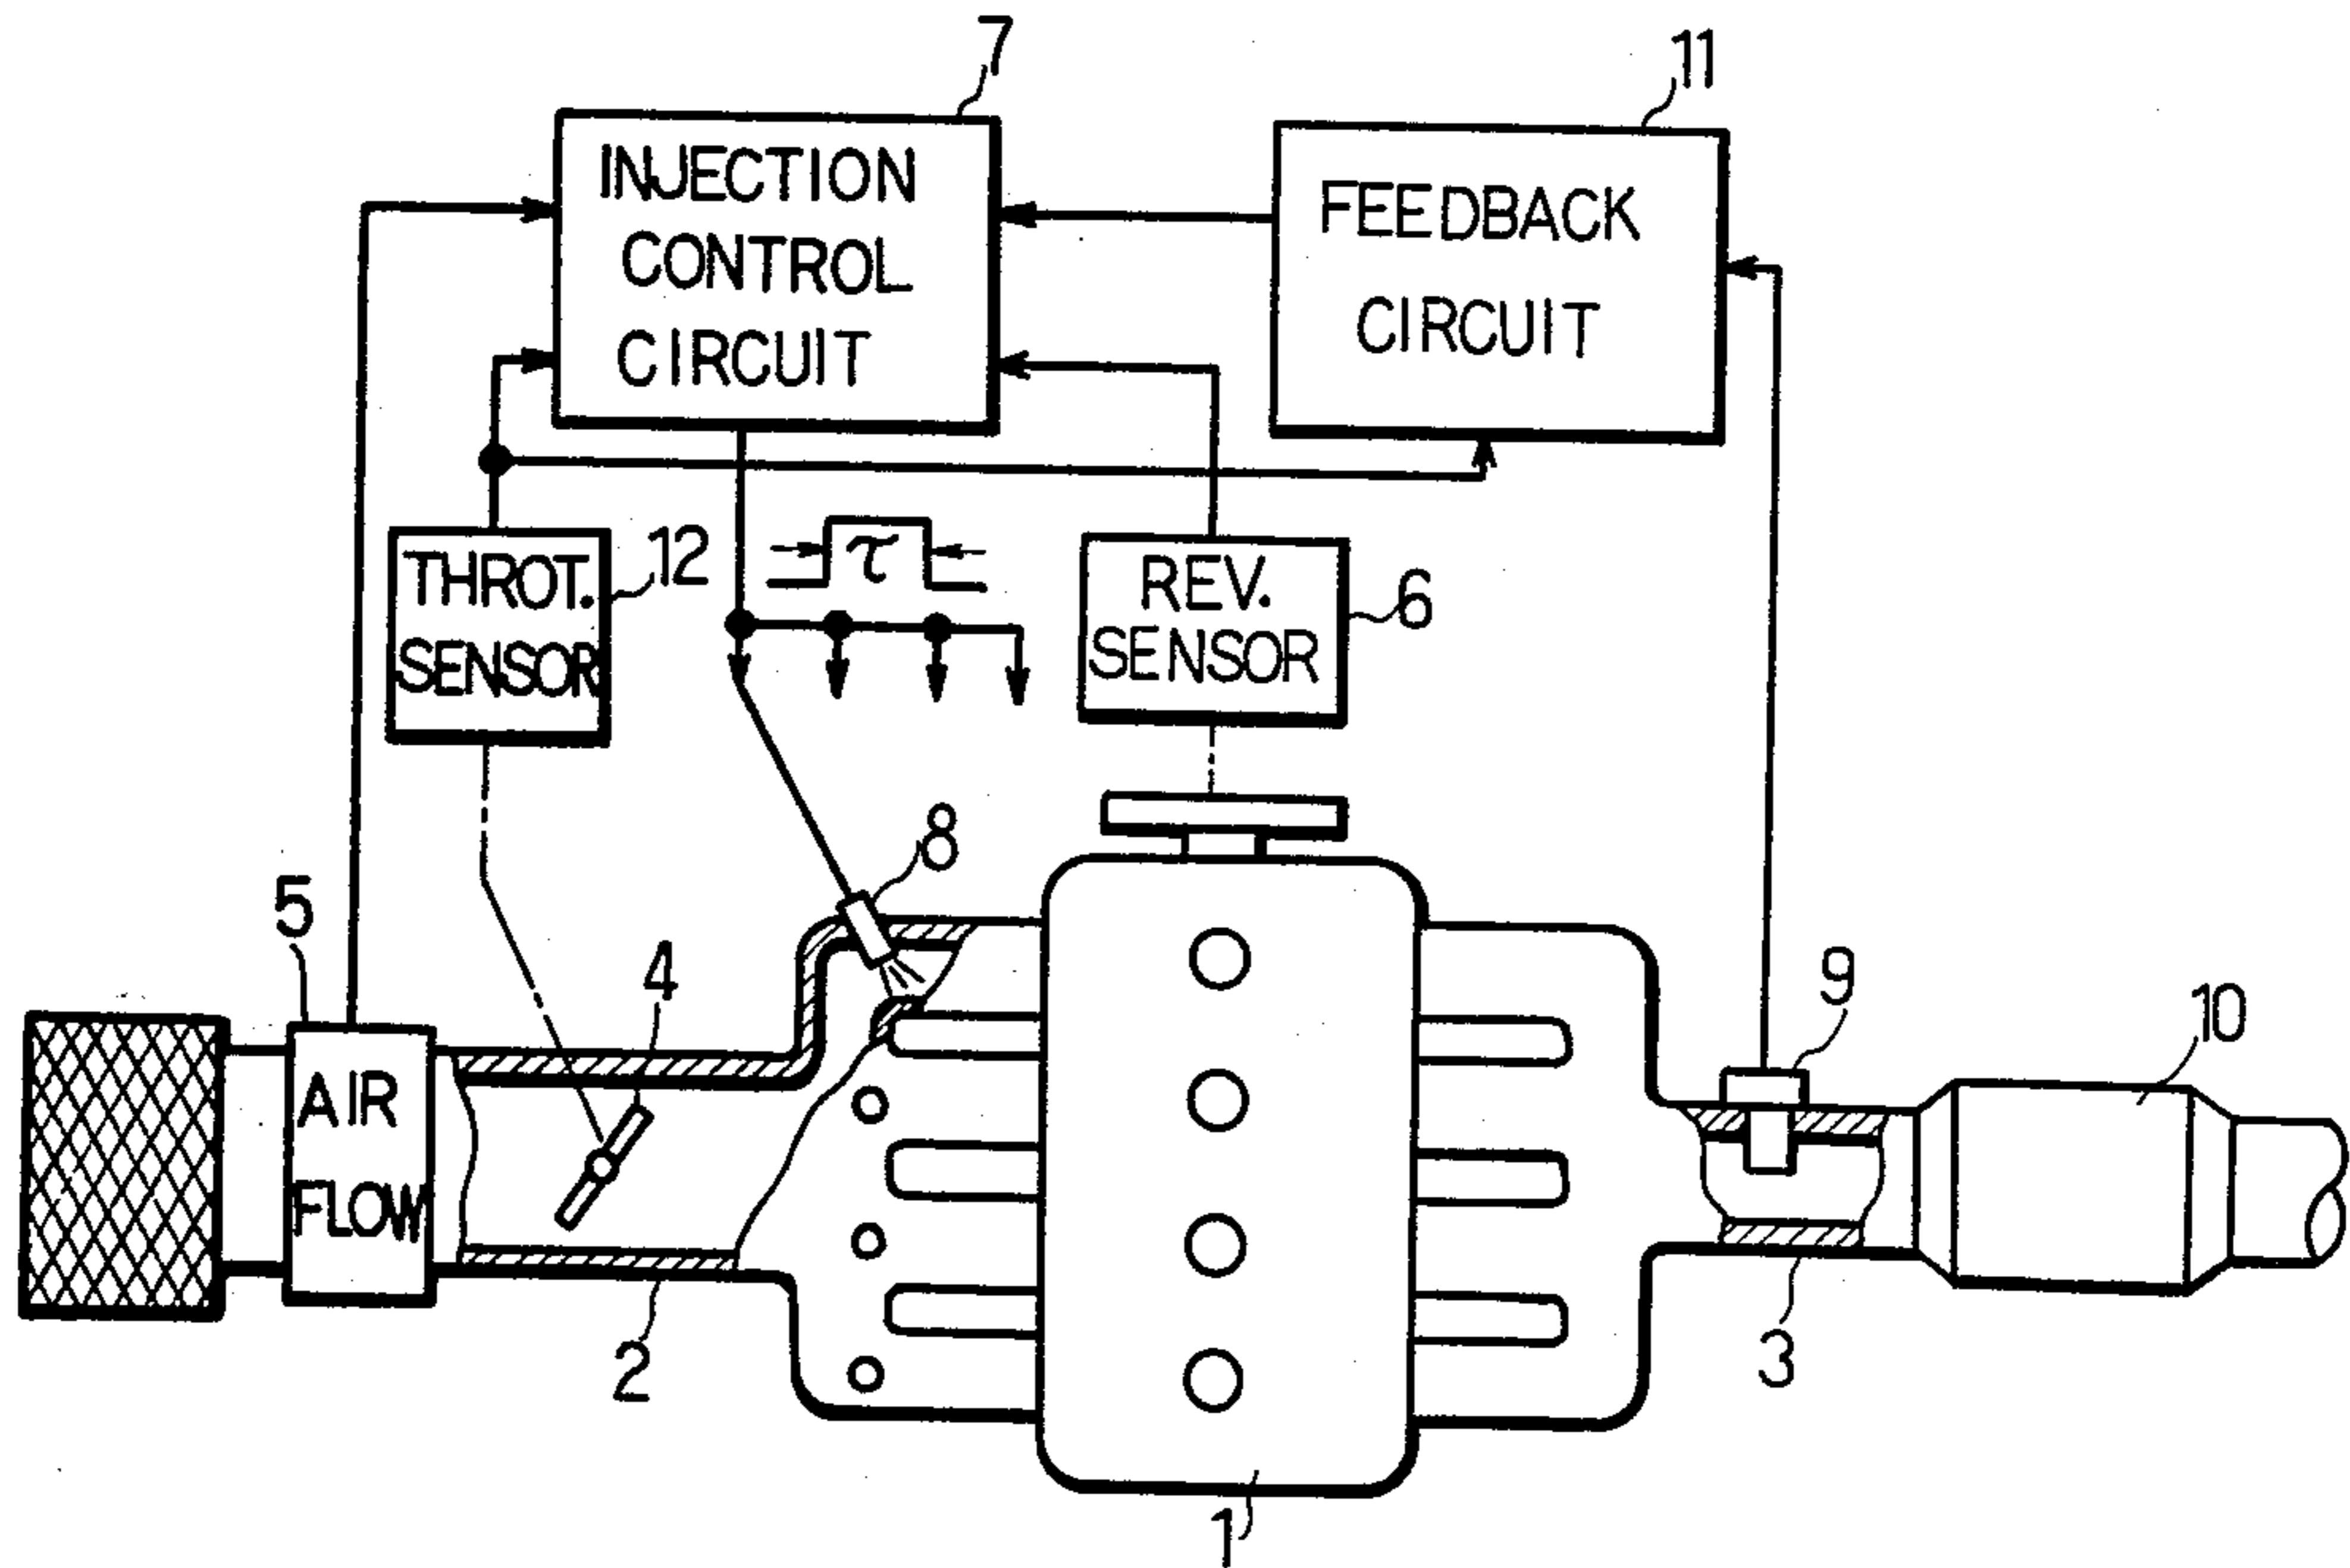 7
11
INJECTION
CONTROL
CIRCUIT
FEEDBACK
CIRCUIT
THROT.
SENSOR
12
τ
REV.
SENSOR
6
8
5
4
9
10
AIR
FLOW
2
3
1